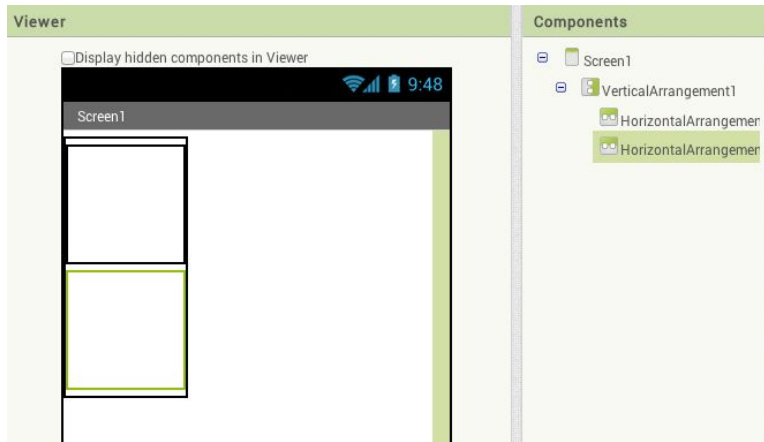 Viewer
Display hidden components in Viewer
9:48
Screen1
Components
Screen1
VerticalArrangement1
HorizontalArrangemen
HorizontalArrangemen